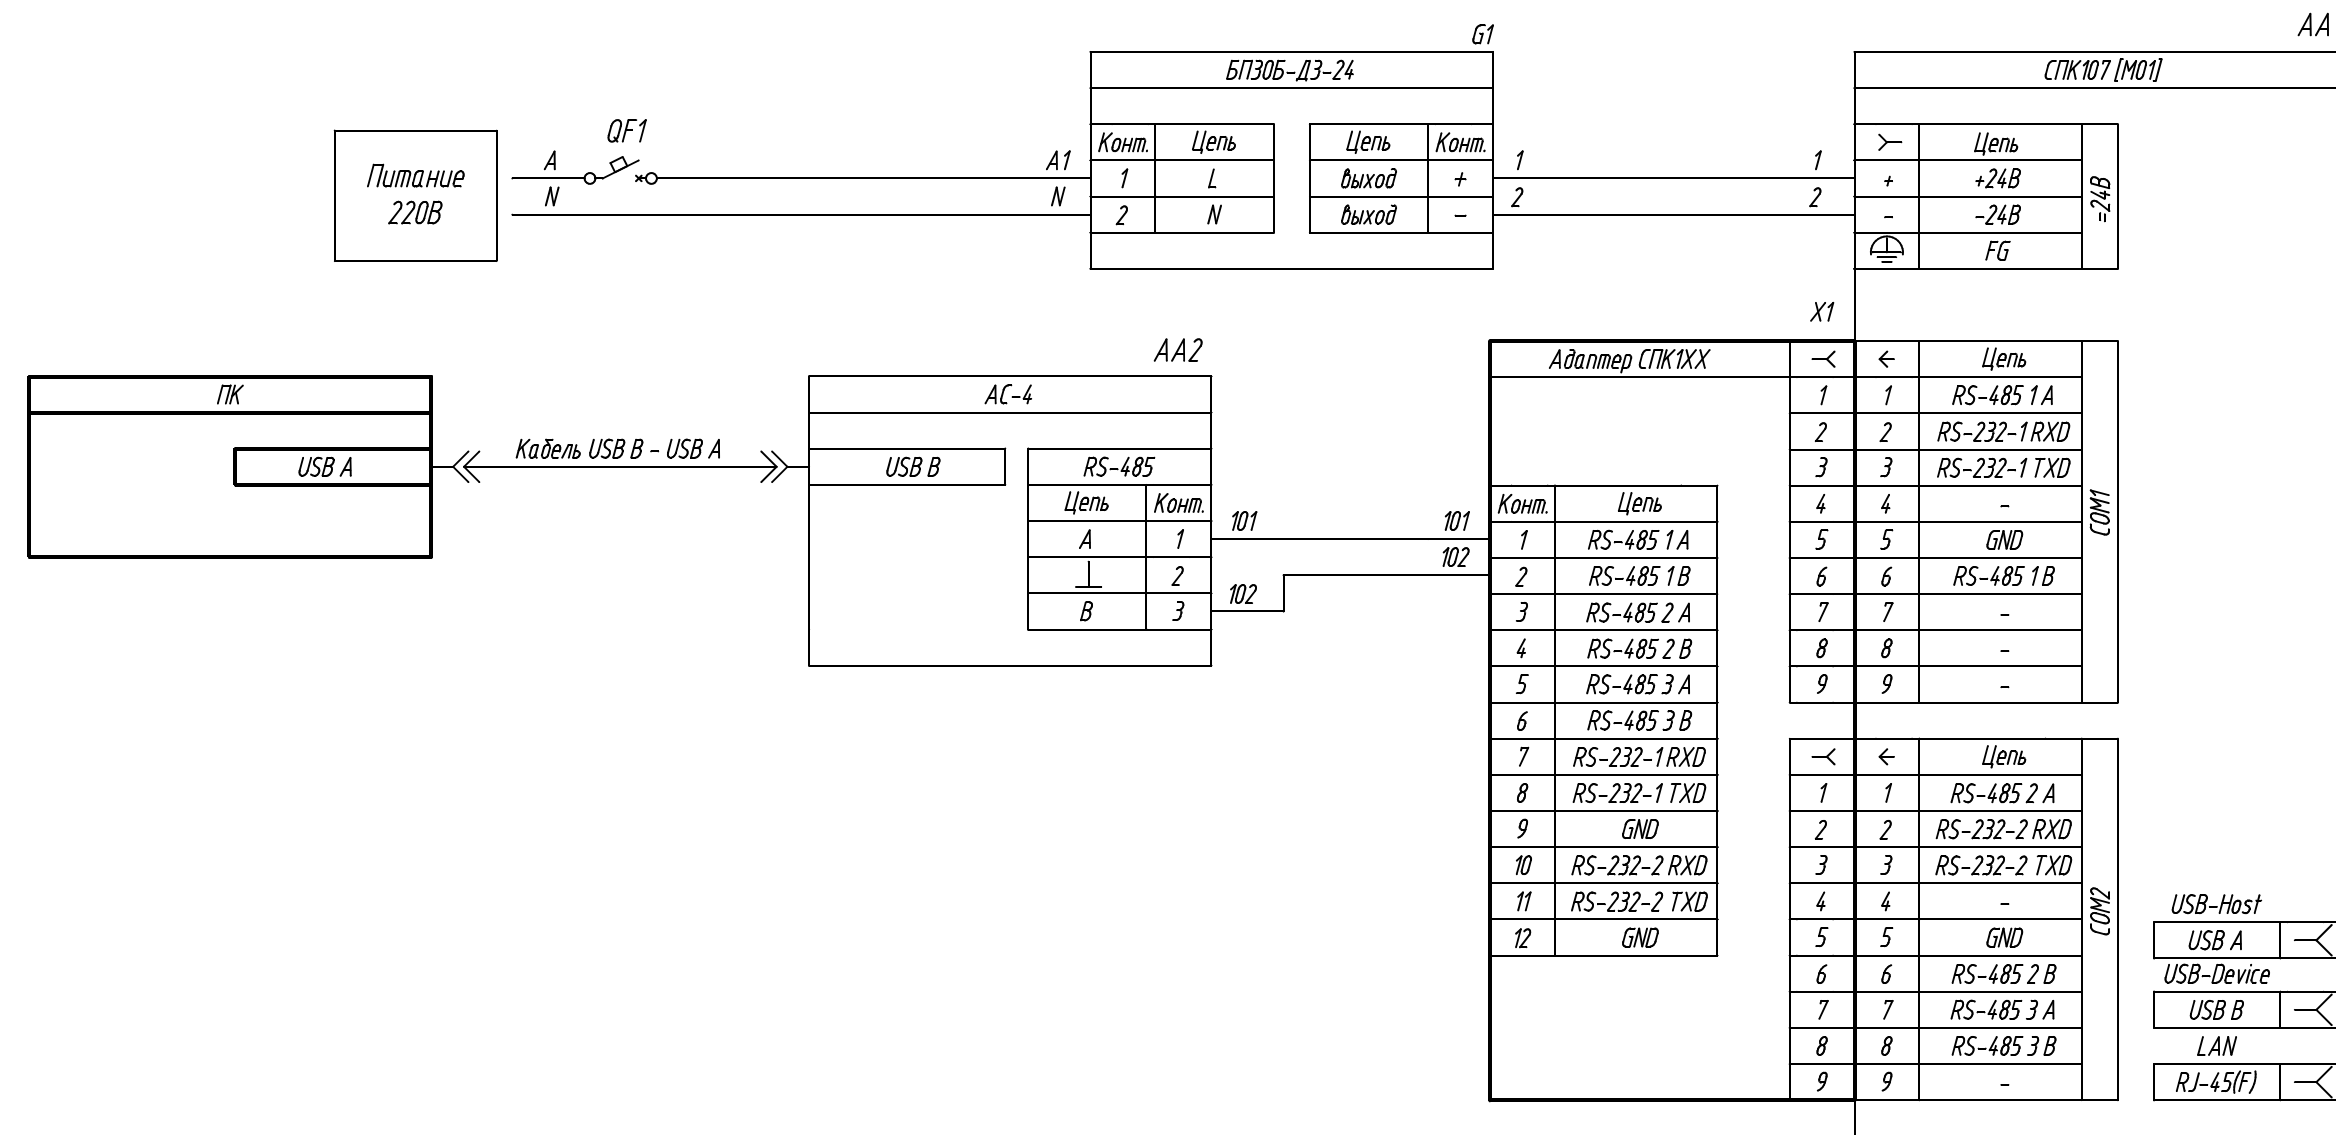 AA
G1
БП30Б-Д3-24
СПК107 [М01]
QF1
Питание
220В
A
N
A1
N
Конт.
Цепь
1
L
2
N
Цепь
Конт.
выход
+
выход
-
1
2
1
2
Цепь
+
+24В
-
-24В
FG
=24В
X1
AA2
ПК
USB A
Кабель USB B - USB A
АС-4
USB B
RS-485
Цепь
Конт.
A
1
2
B
3
101
102
101
102
Адаптер СПК1ХХ
Конт.
Цепь
1
RS-485 1 A
2
RS-485 1 B
3
RS-485 2 A
4
RS-485 2 B
5
RS-485 3 A
6
RS-485 3 B
7
RS-232-1 RXD
8
RS-232-1 TXD
9
GND
10
RS-232-2 RXD
11
RS-232-2 TXD
12
GND
Цепь
1
1
RS-485 1 A
2
2
RS-232-1 RXD
3
3
RS-232-1 TXD
4
4
-
5
5
GND
6
6
RS-485 1 B
7
7
-
8
8
-
9
9
-
COM1
Цепь
1
1
RS-485 2 A
2
2
RS-232-2 RXD
3
3
RS-232-2 TXD
4
4
-
5
5
GND
6
6
RS-485 2 B
7
7
RS-485 3 A
8
8
RS-485 3 B
9
9
-
COM2
USB-Host
USB A
USB-Device
USB B
LAN
RJ-45(F)